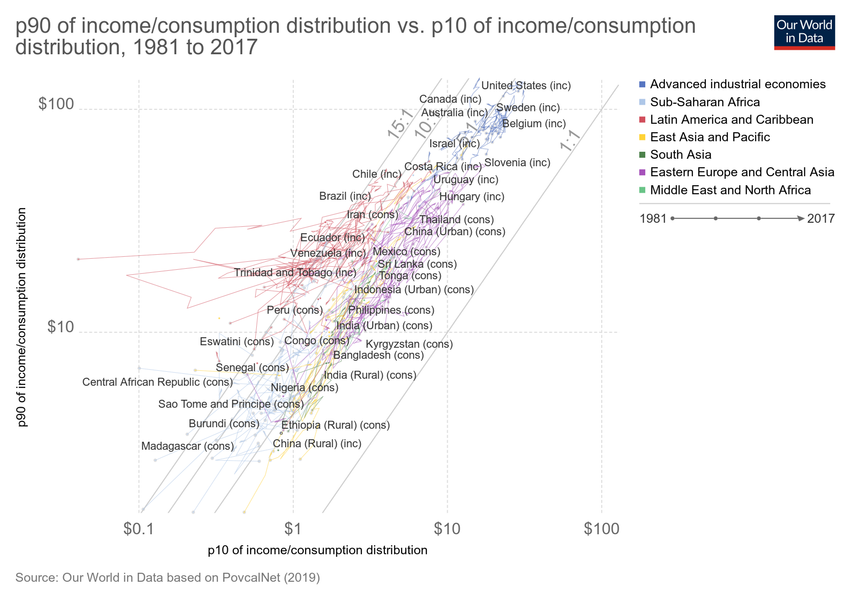 p90 of income/consumption distribution vs. p10 of income/consumption
distribution, 1981 to 2017
Our World
in Data
p90 of income/consumption distribution
$100
$10
15:1
10:
5:1
1:1
United States (inc)
Canada (inc)
Sweden (inc)
Australia (inc)
Belgium (inc)
Israel (inc)
Slovenia (inc)
Costa Rica (inc)
Chile (inc)
Uruguay (inc)
Brazil (inc)
Hungary (inc)
Iran (cons)
Thailand (cons)
China (Urban) (cons)
Ecuador (inc)
Venezuela (inc)
Mexico (cons)
Sri Lanka (cons)
Trinidad and Tobago (inc)
Tonga (cons)
Indonesia (Urban) (cons)
Peru (cons)
Philippines (cons)
India (Urban) (cons)
Eswatini (cons)
Congo (cons)
Kyrgyzstan (cons)
Bangladesh (cons)
Senegal (cons)
India (Rural) (cons)
Central African Republic (cons)
Nigeria (cons)
Sao Tome and Principe (cons)
Burundi (cons)
Ethiopia (Rural) (cons)
China (Rural) (inc)
Madagascar (cons)
$0.1
$1
$10
$100
p10 of income/consumption distribution
Advanced industrial economies
Sub-Saharan Africa
Latin America and Caribbean
East Asia and Pacific
South Asia
Eastern Europe and Central Asia
Middle East and North Africa
1981
2017
Source: Our World in Data based on PovcalNet (2019)